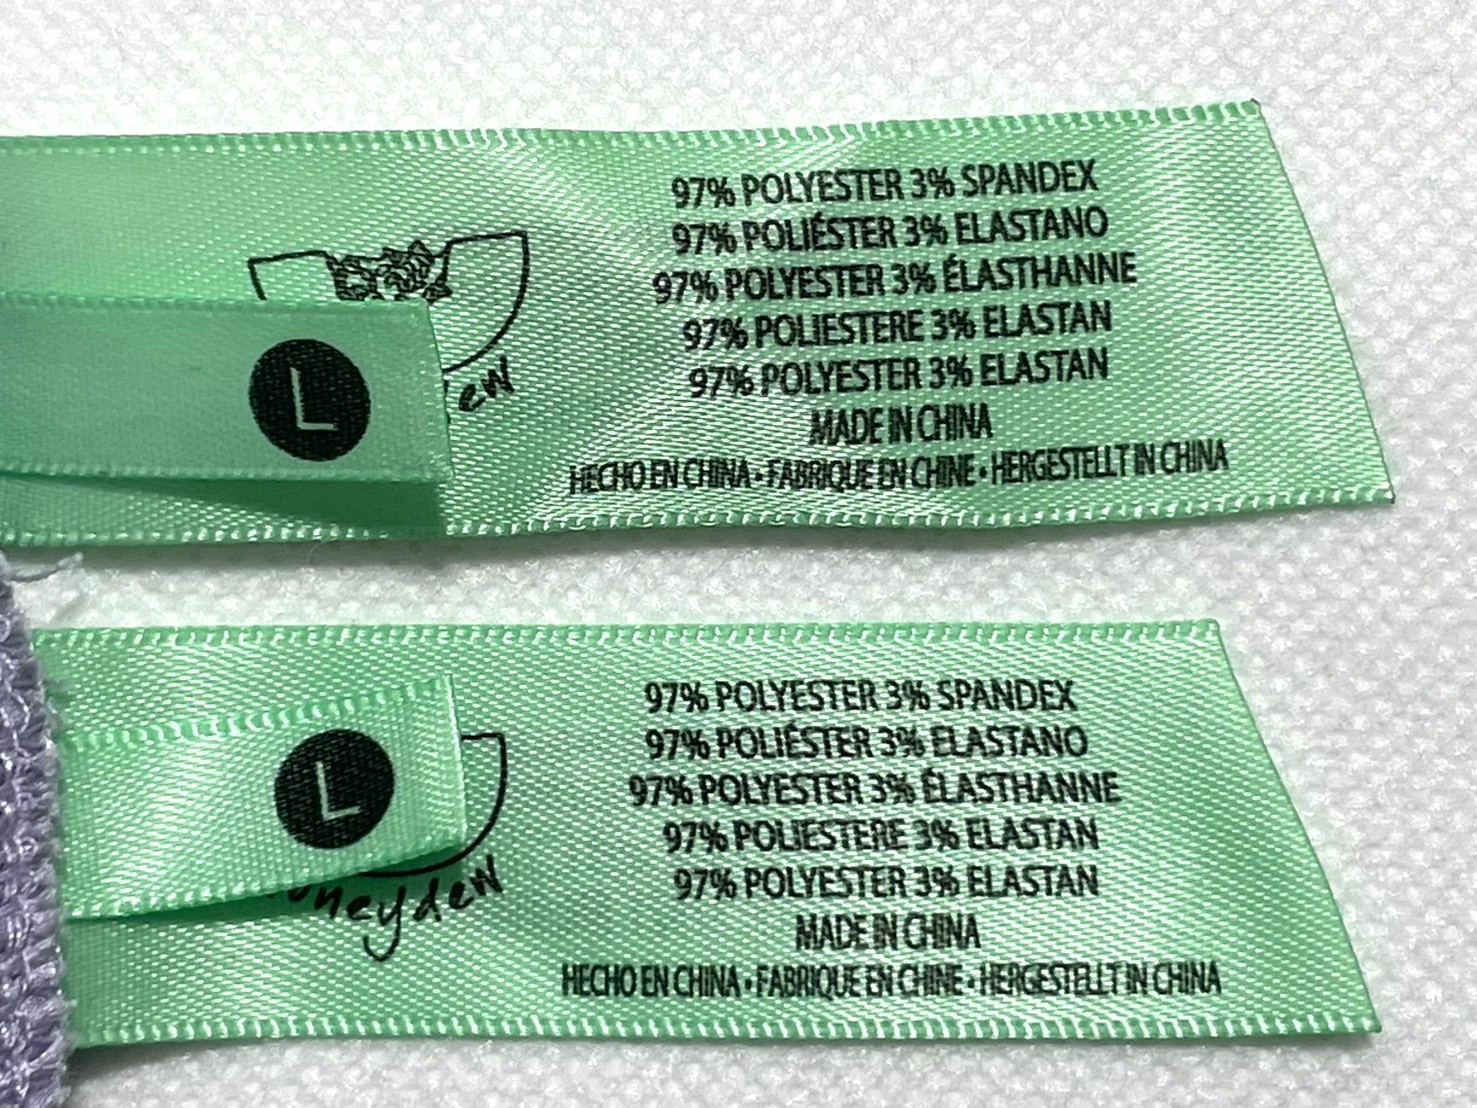 97% POLYESTER 3% SPANDEX
97% POLIÉSTER 3% ELASTANO
97% POLYESTER 3% ÉLASTHANNE
97% POLIESTERE 3% ELASTAN
97% POLYESTER 3% ELASTAN
MADE IN CHINA
HECHO EN CHINA • FABRIQUE EN CHINE • HERGESTELLT IN CHINA
L
97% POLYESTER 3% SPANDEX
97% POLIÉSTER 3% ELASTANO
97% POLYESTER 3% ÉLASTHANNE
97% POLIESTERE 3% ELASTAN
97% POLYESTER 3% ELASTAN
MADE IN CHINA
HECHO EN CHINA • FABRIQUE EN CHINE • HERGESTELLT IN CHINA
L